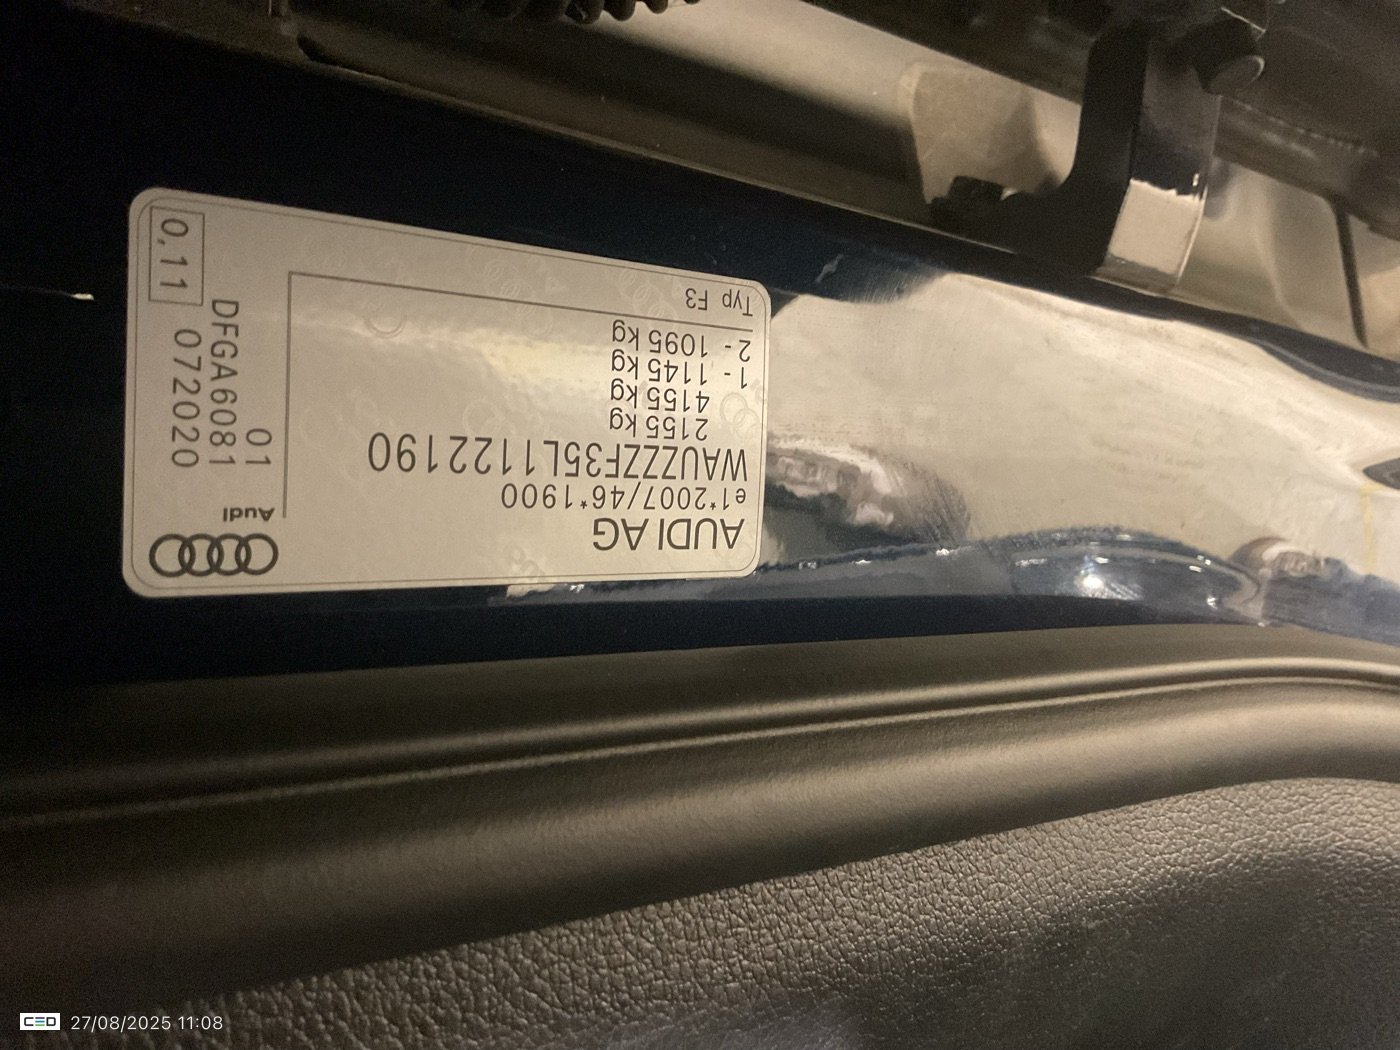 AUDI AG
e1*2007/46*1900
WAUZZZF35L1122190
2155 kg
4155 kg
1 - 1145 kg
2 - 1095 kg
Typ F3
Audi
01
DFGA6081
0,11 072020
CED 27/08/2025 11:08